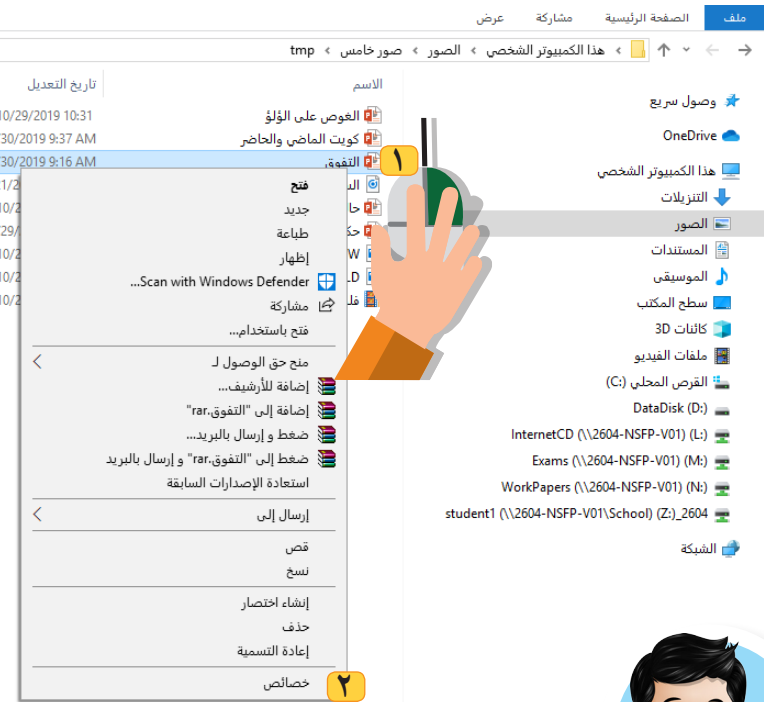 ملف الصفحة الرئيسية مشاركة عرض
هذا الكمبيوتر الشخصي › الصور › صور خامس › tmp
وصول سريع
OneDrive
هذا الكمبيوتر الشخصي
التنزيلات
الصور
المستندات
الموسيقى
سطح المكتب
كائنات 3D
ملفات الفيديو
القرص المحلي (C:)
DataDisk (D:)
InternetCD (\\2604-NSFP-V01) (L:)
Exams (\\2604-NSFP-V01) (M:)
WorkPapers (\\2604-NSFP-V01) (N:)
student1 (\\2604-NSFP-V01\School) (Z:)_2604
الشبكة
الاسم تاريخ التعديل
الغوص على الؤلؤ 10/29/2019 10:31
كويت الماضي والحاضر /30/2019 9:37 AM
التفوق /30/2019 9:16 AM
١
فتح
جديد
طباعة
إظهار
Scan with Windows Defender...
مشاركة
فتح باستخدام...
منح حق الوصول لـ
إضافة للأرشيف...
إضافة إلى "التفوق.rar"
ضغط و إرسال بالبريد...
ضغط إلى "التفوق.rar" و إرسال بالبريد
استعادة الإصدارات السابقة
إرسال إلى
قص
نسخ
إنشاء اختصار
حذف
إعادة التسمية
خصائص
٢